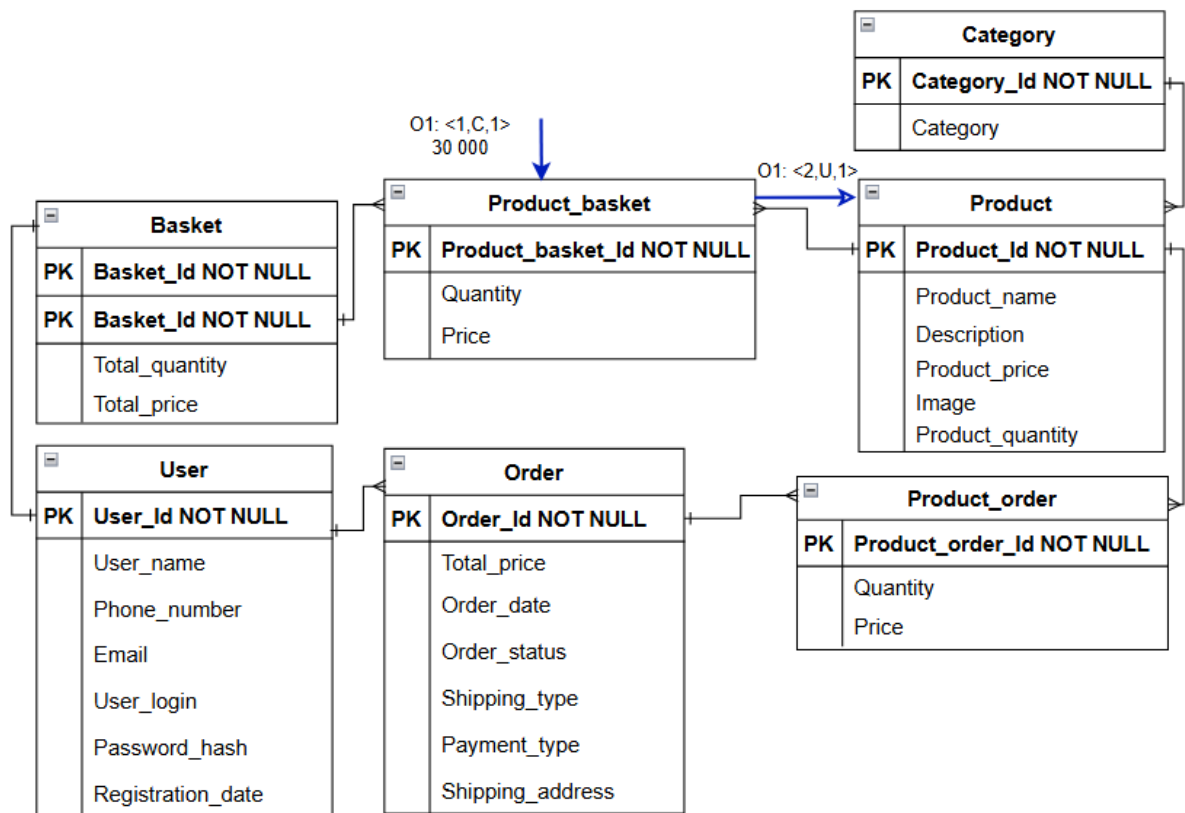 Category
PK Category_Id NOT NULL
Category
O1: <1,C,1>
30 000
O1: <2,U,1>
Product_basket
PK Product_basket_Id NOT NULL
Quantity
Price
Product
PK Product_Id NOT NULL
Product_name
Description
Product_price
Image
Product_quantity
Basket
PK Basket_Id NOT NULL
PK Basket_Id NOT NULL
Total_quantity
Total_price
User
PK User_Id NOT NULL
User_name
Phone_number
Email
User_login
Password_hash
Registration_date
Order
PK Order_Id NOT NULL
Total_price
Order_date
Order_status
Shipping_type
Payment_type
Shipping_address
Product_order
PK Product_order_Id NOT NULL
Quantity
Price